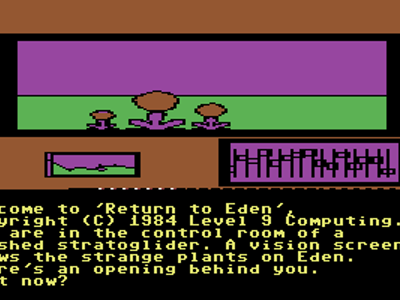 come to ‘Return to Eden’.
yright (C) 1984 Level 9 Computing.
are in the control room of a
shed stratoglider. A vision screen
ws the strange plants on Eden.
re's an opening behind you.
t now?